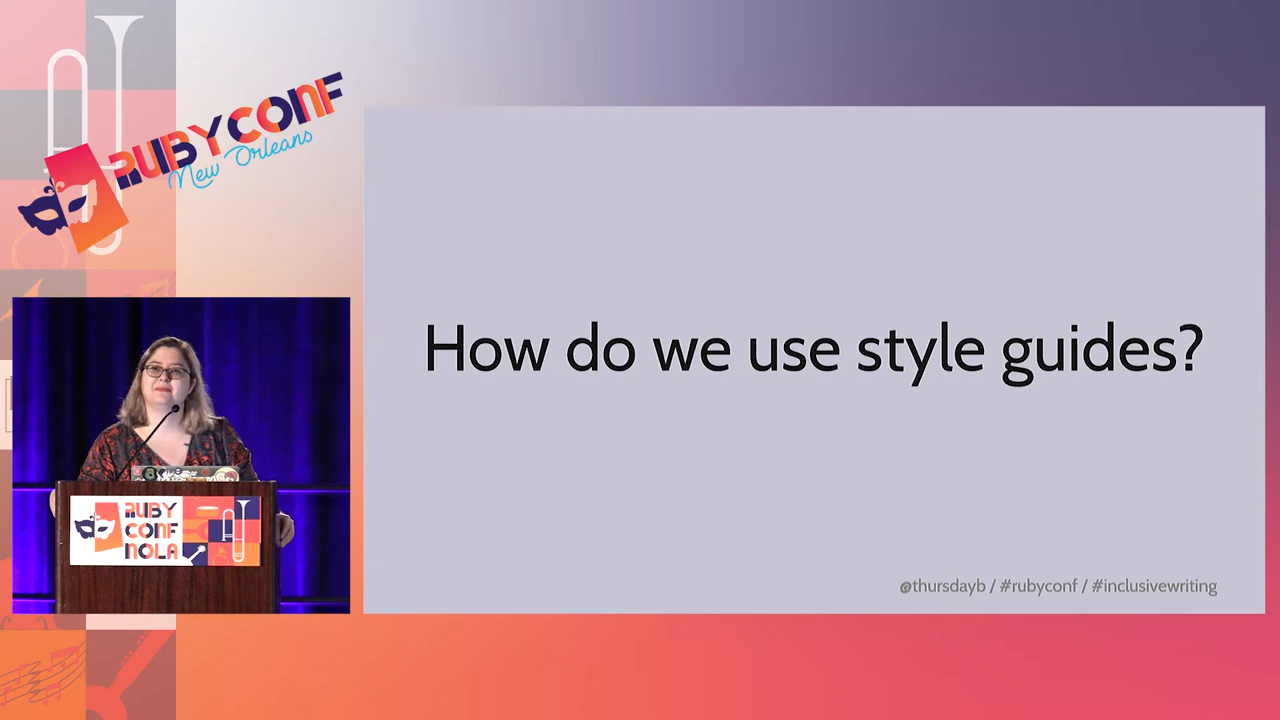 RUBYCONF
New Orleans
How do we use style guides?
RUBY
CONF
NOLA
@thursdayb / #rubyconf / #inclusivewriting